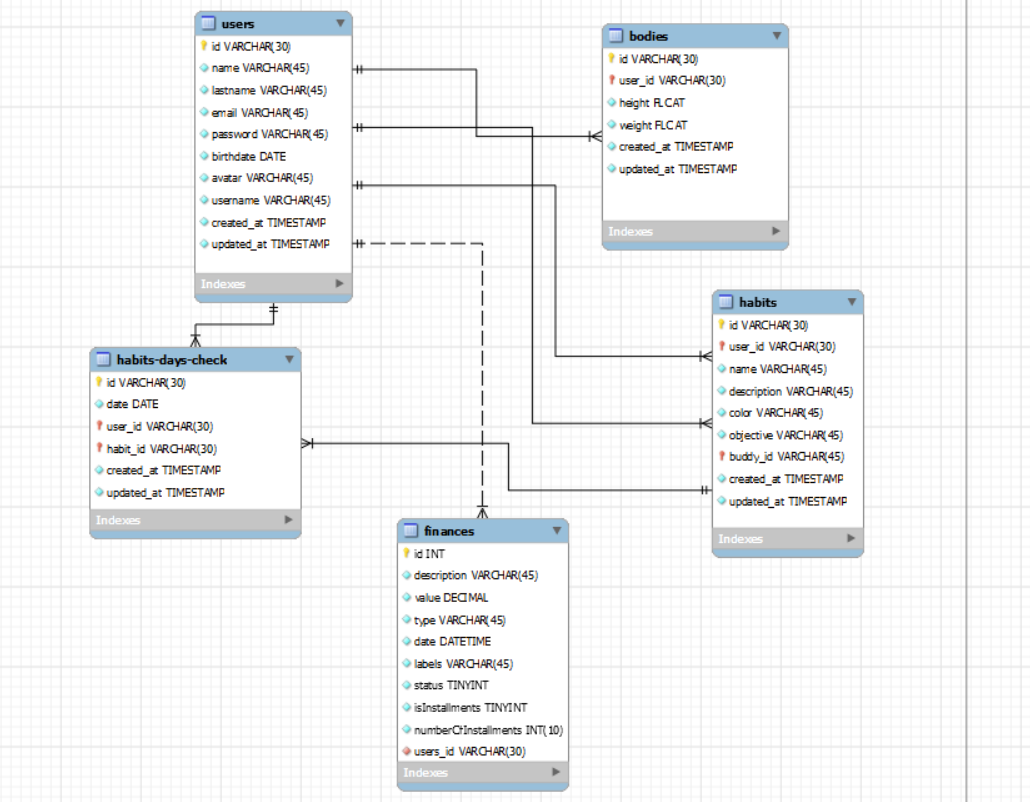 users
id VARCHAR(30)
name VARCHAR(45)
lastname VARCHAR(45)
email VARCHAR(45)
password VARCHAR(45)
birthdate DATE
avatar VARCHAR(45)
username VARCHAR(45)
created_at TIMESTAMP
updated_at TIMESTAMP
Indexes
bodies
id VARCHAR(30)
user_id VARCHAR(30)
height FLOAT
weight FLOAT
created_at TIMESTAMP
updated_at TIMESTAMP
Indexes
habits
id VARCHAR(30)
user_id VARCHAR(30)
name VARCHAR(45)
description VARCHAR(45)
color VARCHAR(45)
objective VARCHAR(45)
buddy_id VARCHAR(45)
created_at TIMESTAMP
updated_at TIMESTAMP
Indexes
habits-days-check
id VARCHAR(30)
date DATE
user_id VARCHAR(30)
habit_id VARCHAR(30)
created_at TIMESTAMP
updated_at TIMESTAMP
Indexes
finances
id INT
description VARCHAR(45)
value DECIMAL
type VARCHAR(45)
date DATETIME
labels VARCHAR(45)
status TINYINT
isInstallments TINYINT
numberOfInstallments INT(10)
users_id VARCHAR(30)
Indexes